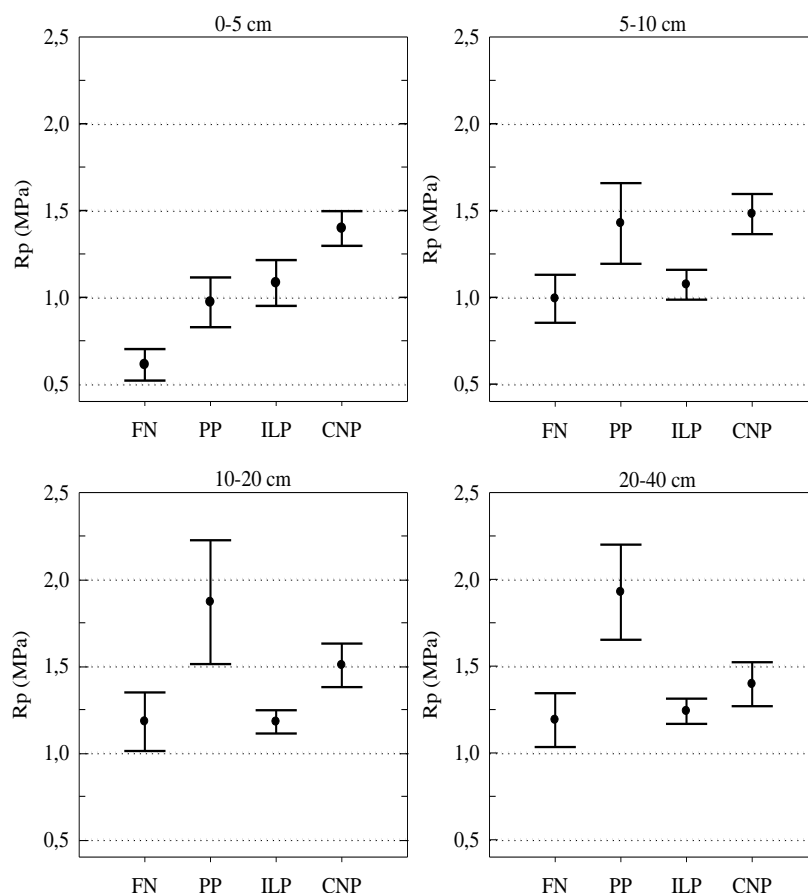 0-5 cm
2,5
2,0
1,5
1,0
0,5
Rp (MPa)
FN PP ILP CNP
5-10 cm
2,5
2,0
1,5
1,0
0,5
Rp (MPa)
FN PP ILP CNP
10-20 cm
2,5
2,0
1,5
1,0
0,5
Rp (MPa)
FN PP ILP CNP
20-40 cm
2,5
2,0
1,5
1,0
0,5
Rp (MPa)
FN PP ILP CNP